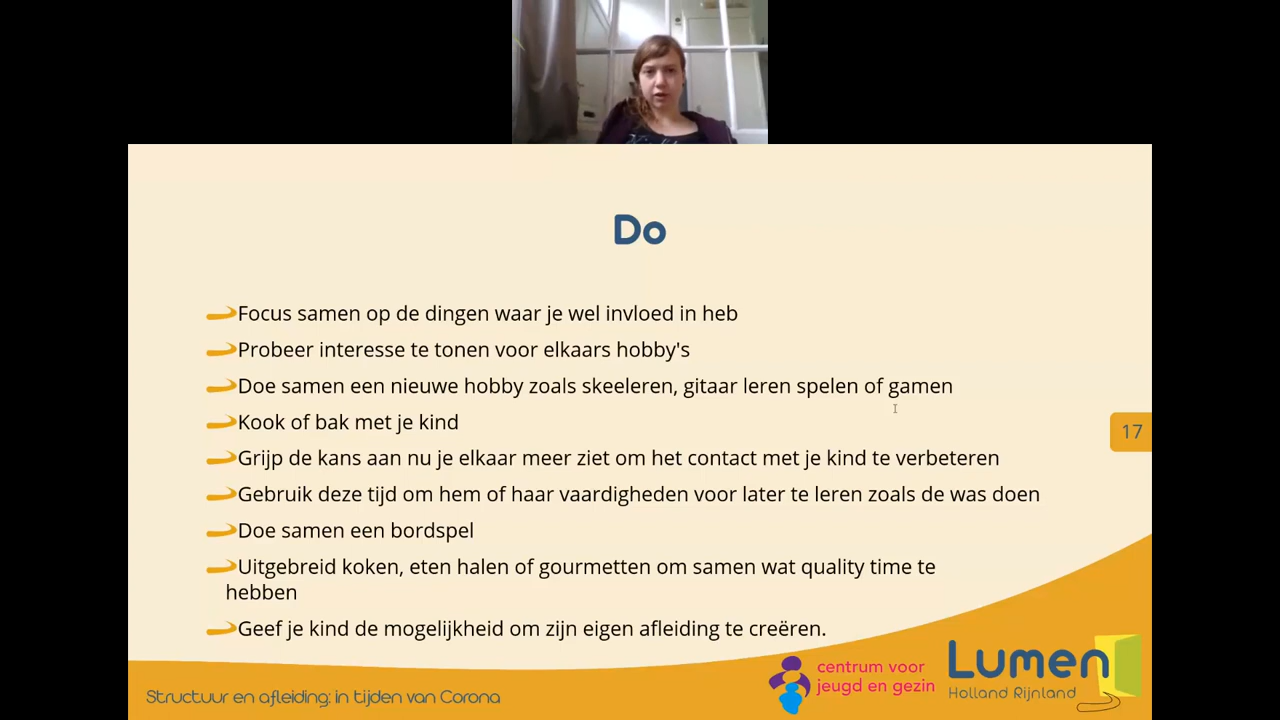 Do
Focus samen op de dingen waar je wel invloed in heb
Probeer interesse te tonen voor elkaars hobby's
Doe samen een nieuwe hobby zoals skeeleren, gitaar leren spelen of gamen
Kook of bak met je kind
17
Grijp de kans aan nu je elkaar meer ziet om het contact met je kind te verbeteren
Gebruik deze tijd om hem of haar vaardigheden voor later te leren zoals de was doen
Doe samen een bordspel
Uitgebreid koken, eten halen of gourmetten om samen wat quality time te
hebben
Geef je kind de mogelijkheid om zijn eigen afleiding te creëren.
Structuur en afleiding: in tijden van Corona
centrum voor
jeugd en gezin
Lumen
Holland Rijnland